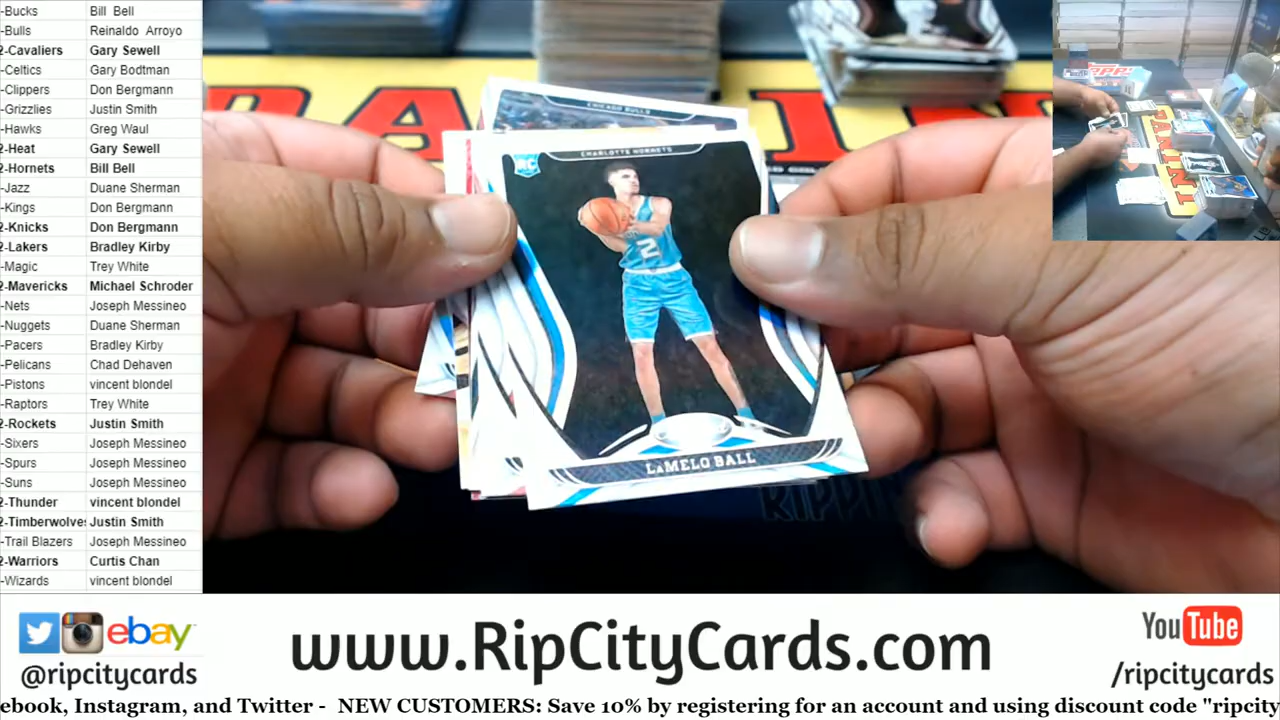 -Bucks Bill Bell
-Bulls Reinaldo Arroyo
2-Cavaliers Gary Sewell
-Celtics Gary Bodtman
-Clippers Don Bergmann
-Grizzlies Justin Smith
-Hawks Greg Waul
2-Heat Gary Sewell
2-Hornets Bill Bell
-Jazz Duane Sherman
-Kings Don Bergmann
2-Knicks Don Bergmann
2-Lakers Bradley Kirby
-Magic Trey White
2-Mavericks Michael Schroder
-Nets Joseph Messineo
-Nuggets Duane Sherman
-Pacers Bradley Kirby
-Pelicans Chad Dehaven
-Pistons vincent blondel
-Raptors Trey White
2-Rockets Justin Smith
-Sixers Joseph Messineo
-Spurs Joseph Messineo
-Suns Joseph Messineo
2-Thunder vincent blondel
2-Timberwolves Justin Smith
-Trail Blazers Joseph Messineo
2-Warriors Curtis Chan
-Wizards vincent blondel
PANINI
CHICAGO BULLS
CHARLOTTE HORNETS
RC
2
LaMELO BALL
RIPPIN
PANINI
ebay
@ripcitycards
www.RipCityCards.com
YouTube
/ripcitycards
ebook, Instagram, and Twitter - NEW CUSTOMERS: Save 10% by registering for an account and using discount code "ripcity